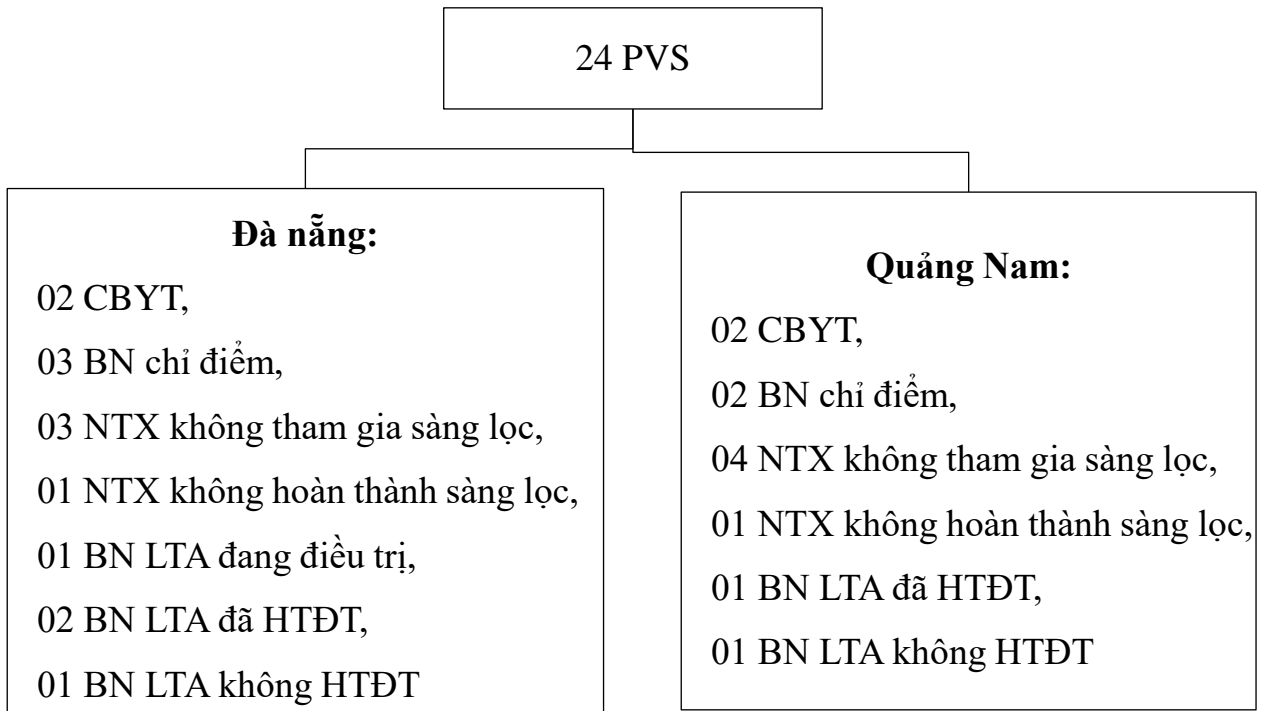 24 PVS
Đà nẵng:
02 CBYT,
03 BN chỉ điểm,
03 NTX không tham gia sàng lọc,
01 NTX không hoàn thành sàng lọc,
01 BN LTA đang điều trị,
02 BN LTA đã HTĐT,
01 BN LTA không HTĐT
Quảng Nam:
02 CBYT,
02 BN chỉ điểm,
04 NTX không tham gia sàng lọc,
01 NTX không hoàn thành sàng lọc,
01 BN LTA đã HTĐT,
01 BN LTA không HTĐT